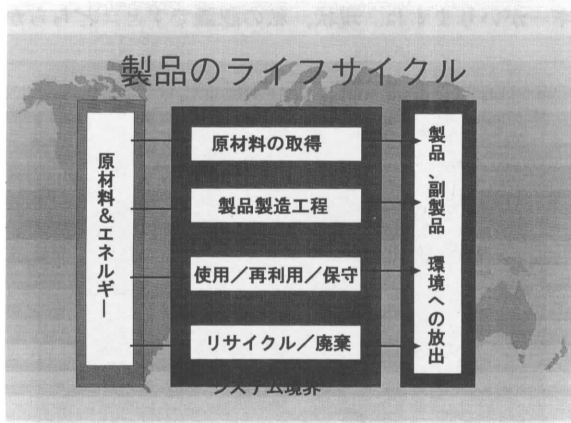 製品のライフサイクル
原材料&エネルギー
原材料の取得
製品製造工程
使用／再利用／保守
リサイクル／廃棄
製品、副製品 環境への放出
システム境界